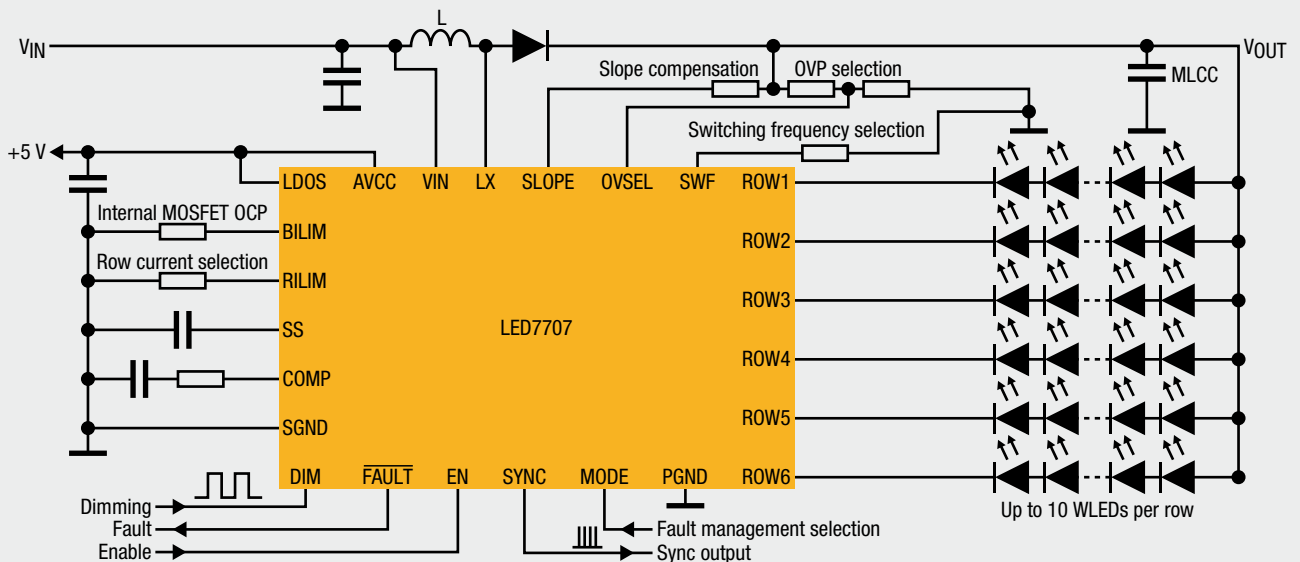 L
VIN
VOUT
Slope compensation
OVP selection
MLCC
Switching frequency selection
+5 V
LDOS
AVCC
VIN
LX
SLOPE
OVSEL
SWF
ROW1
Internal MOSFET OCP
BILIM
ROW2
Row current selection
RILIM
ROW3
SS
LED7707
ROW4
COMP
ROW5
SGND
DIM
FAULT
EN
SYNC
MODE
PGND
ROW6
Dimming
Up to 10 WLEDs per row
Fault
Fault management selection
Enable
Sync output